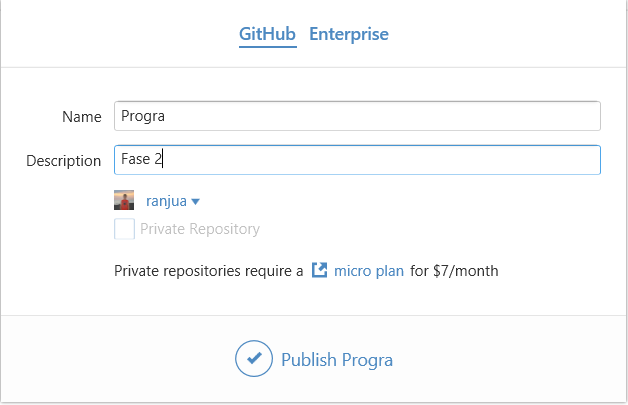 GitHub Enterprise
Name Progra
Description Fase 2
ranjua
Private Repository
Private repositories require a micro plan for $7/month
Publish Progra